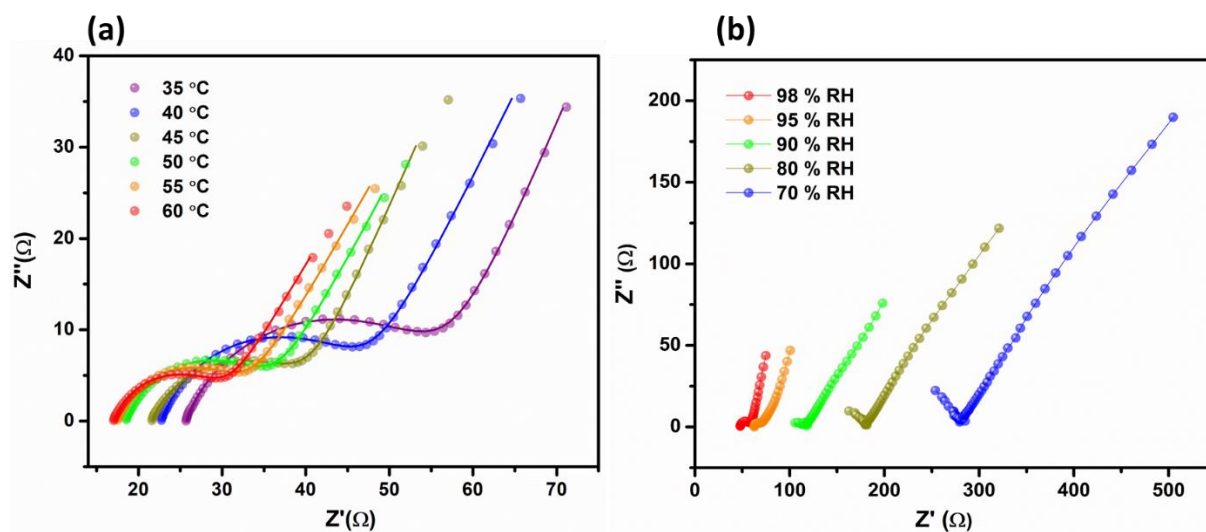 (a)
(b)
40
30
20
10
0
Z''(Ω)
35 °C
40 °C
45 °C
50 °C
55 °C
60 °C
20 30 40 50 60 70
Z'(Ω)
200
150
100
50
0
Z'' (Ω)
98 % RH
95 % RH
90 % RH
80 % RH
70 % RH
0 100 200 300 400 500
Z' (Ω)